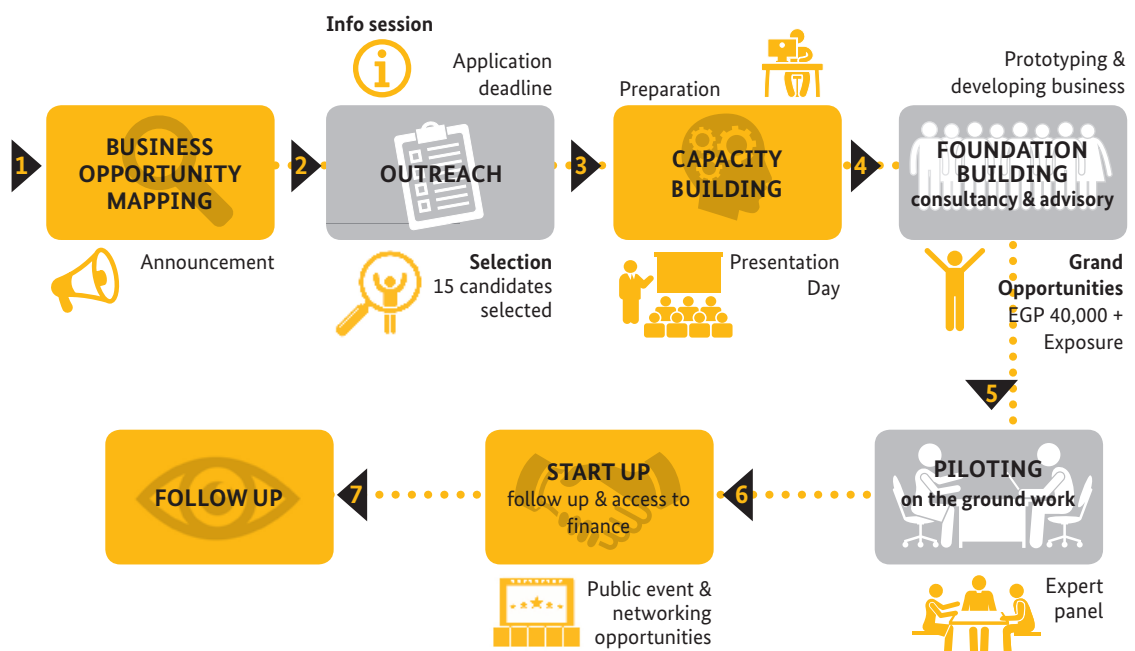 Info session
Application
deadline
Preparation
Prototyping &
developing business
1
BUSINESS
OPPORTUNITY
MAPPING
2
OUTREACH
3
CAPACITY
BUILDING
4
FOUNDATION
BUILDING
consultancy & advisory
Announcement
Selection
15 candidates
selected
Presentation
Day
Grand
Opportunities
EGP 40,000 +
Exposure
5
PILOTING
on the ground work
Expert
panel
6
START UP
follow up & access to
finance
Public event &
networking
opportunities
7
FOLLOW UP